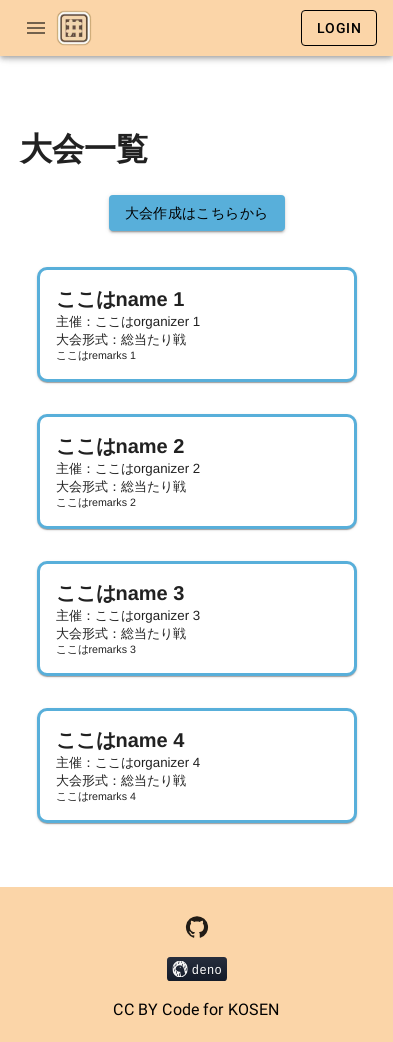 LOGIN
大会一覧
大会作成はこちらから
ここはname 1
主催：ここはorganizer 1
大会形式：総当たり戦
ここはremarks 1
ここはname 2
主催：ここはorganizer 2
大会形式：総当たり戦
ここはremarks 2
ここはname 3
主催：ここはorganizer 3
大会形式：総当たり戦
ここはremarks 3
ここはname 4
主催：ここはorganizer 4
大会形式：総当たり戦
ここはremarks 4
deno
CC BY Code for KOSEN